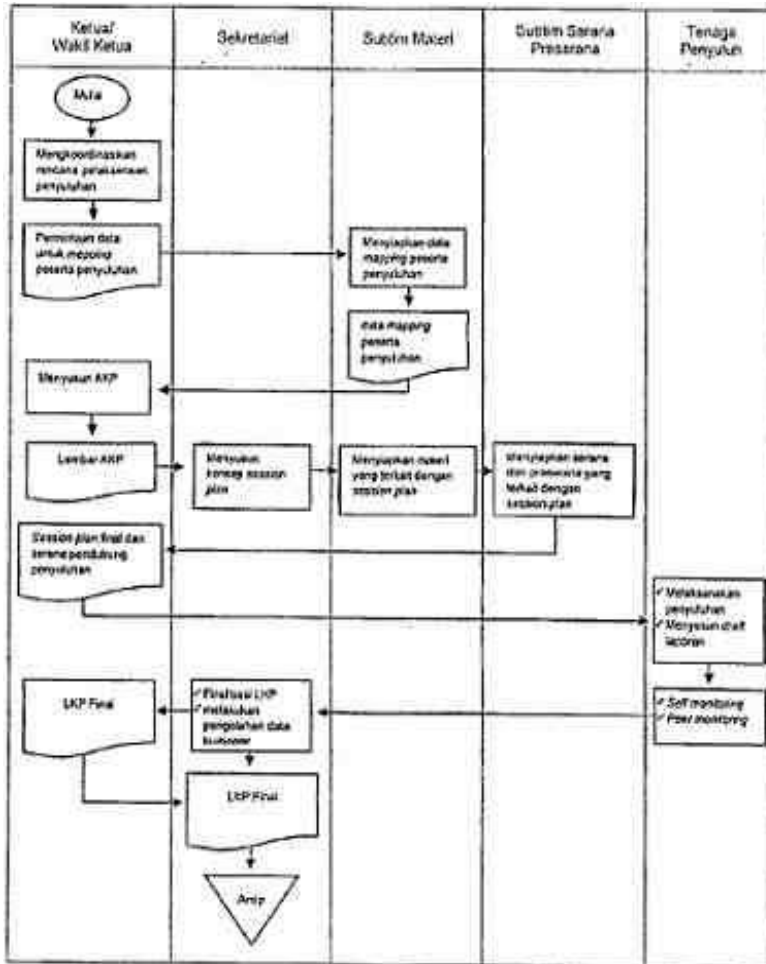 Ketua/
Wakil Ketua
Sekretariat
Subtim Materi
Subtim Sarana
Prasarana
Tenaga
Penyuluh
Mulai
Mengkoordinasikan
rencana pelaksanaan
penyuluhan
Permintaan data
untuk mapping
peserta penyuluhan
Menyiapkan data
mapping peserta
penyuluhan
data mapping
peserta
penyuluhan
Menyusun AKP
Lembar AKP
Menyusun
konsep session
plan
Menyiapkan materi
yang terkait dengan
session plan
Menyiapkan sarana
dan prasarana yang
terkait dengan
session plan
Session plan final dan
sarana pendukung
penyuluhan
✓ Melaksanakan
penyuluhan
✓ Menyusun draft
laporan
✓ Self monitoring
✓ Peer monitoring
✓ Finalisasi LKP
✓ melakukan
pengolahan data
kuesioner
LKP Final
LKP Final
Arsip